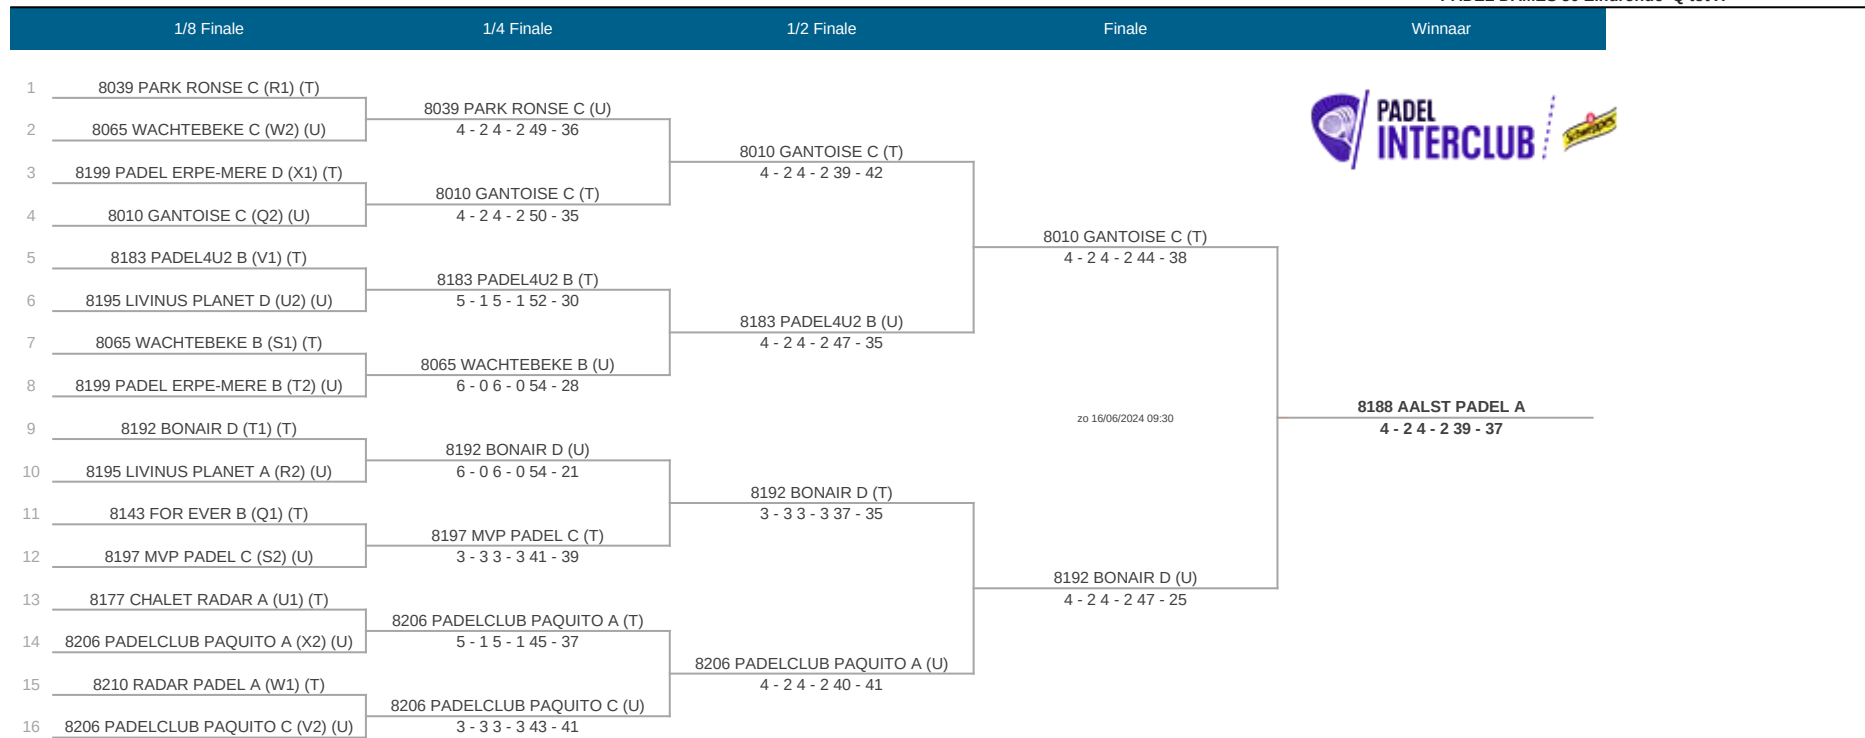 1/8 Finale 1/4 Finale 1/2 Finale Finale Winnaar
1 8039 PARK RONSE C (R1) (T)
8039 PARK RONSE C (U)
2 8065 WACHTEBEKE C (W2) (U)
4 - 2 4 - 2 49 - 36
8010 GANTOISE C (T)
3 8199 PADEL ERPE-MERE D (X1) (T)
4 - 2 4 - 2 39 - 42
8010 GANTOISE C (T)
4 8010 GANTOISE C (Q2) (U)
4 - 2 4 - 2 50 - 35
8010 GANTOISE C (T)
5 8183 PADEL4U2 B (V1) (T)
4 - 2 4 - 2 44 - 38
8183 PADEL4U2 B (T)
6 8195 LIVINUS PLANET D (U2) (U)
5 - 1 5 - 1 52 - 30
8183 PADEL4U2 B (U)
7 8065 WACHTEBEKE B (S1) (T)
4 - 2 4 - 2 47 - 35
8065 WACHTEBEKE B (U)
8 8199 PADEL ERPE-MERE B (T2) (U)
6 - 0 6 - 0 54 - 28
8188 AALST PADEL A
zo 16/06/2024 09:30
9 8192 BONAIR D (T1) (T)
4 - 2 4 - 2 39 - 37
8192 BONAIR D (U)
10 8195 LIVINUS PLANET A (R2) (U)
6 - 0 6 - 0 54 - 21
8192 BONAIR D (T)
11 8143 FOR EVER B (Q1) (T)
3 - 3 3 - 3 37 - 35
8197 MVP PADEL C (T)
12 8197 MVP PADEL C (S2) (U)
3 - 3 3 - 3 41 - 39
8192 BONAIR D (U)
13 8177 CHALET RADAR A (U1) (T)
4 - 2 4 - 2 47 - 25
8206 PADELCLUB PAQUITO A (T)
14 8206 PADELCLUB PAQUITO A (X2) (U)
5 - 1 5 - 1 45 - 37
8206 PADELCLUB PAQUITO A (U)
15 8210 RADAR PADEL A (W1) (T)
4 - 2 4 - 2 40 - 41
8206 PADELCLUB PAQUITO C (U)
16 8206 PADELCLUB PAQUITO C (V2) (U)
3 - 3 3 - 3 43 - 41
PADEL
INTERCLUB
Schweppes